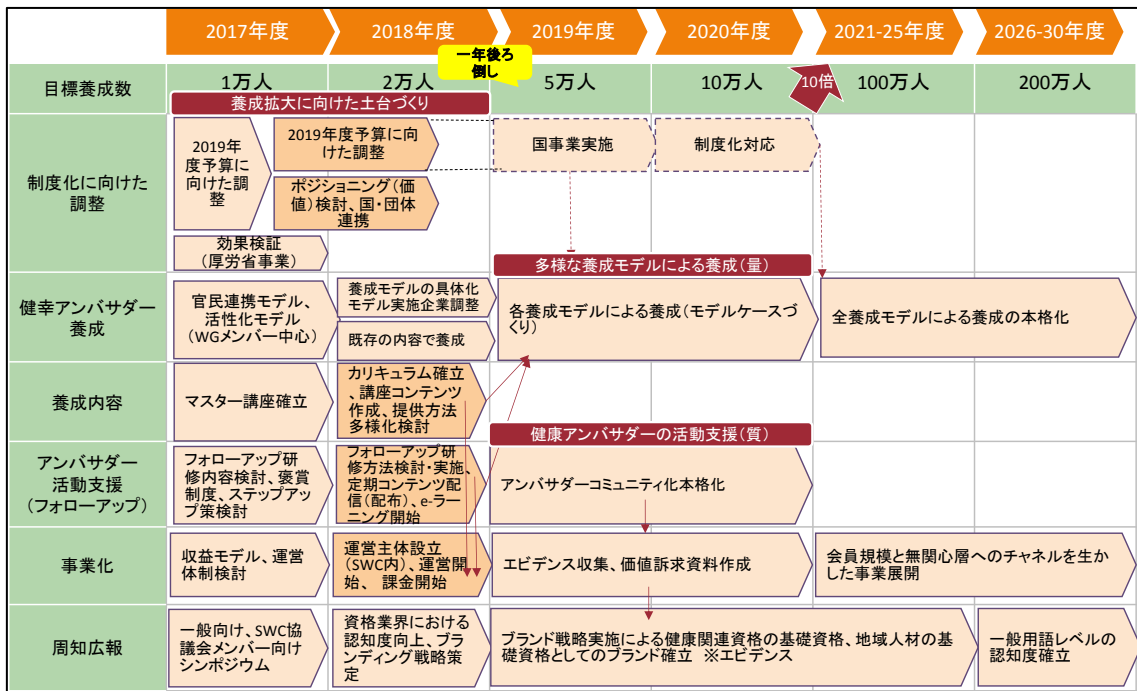 2017年度
2018年度
2019年度
2020年度
2021-25年度
2026-30年度
一年後ろ
倒し
目標養成数
1万人
2万人
5万人
10万人
10倍
100万人
200万人
養成拡大に向けた土台づくり
制度化に向けた
調整
2019年
度予算に
向けた調
整
2019年度予算に向
けた調整
ポジショニング(価
値)検討、国・団体
連携
国事業実施
制度化対応
効果検証
(厚労省事業)
多様な養成モデルによる養成(量)
健幸アンバサダー
養成
官民連携モデル、
活性化モデル
(WGメンバー中心)
養成モデルの具体化
モデル実施企業調整
既存の内容で養成
各養成モデルによる養成(モデルケースづ
くり)
全養成モデルによる養成の本格化
養成内容
マスター講座確立
カリキュラム確立
、講座コンテンツ
作成、提供方法
多様化検討
健康アンバサダーの活動支援(質)
アンバサダー
活動支援
(フォローアップ)
フォローアップ研
修内容検討、褒賞
制度、ステップアッ
プ策検討
フォローアップ研
修方法検討・実施、
定期コンテンツ配
信(配布)、e-ラー
ニング開始
アンバサダーコミュニティ化本格化
事業化
収益モデル、運営
体制検討
運営主体設立
(SWC内)、運営開
始、 課金開始
エビデンス収集、価値訴求資料作成
会員規模と無関心層へのチャネルを生か
した事業展開
周知広報
一般向け、SWC協
議会メンバー向け
シンポジウム
資格業界における
認知度向上、ブラ
ンディング戦略策
定
ブランド戦略実施による健康関連資格の基礎資格、地域人材の基
礎資格としてのブランド確立 ※エビデンス
一般用語レベルの
認知度確立